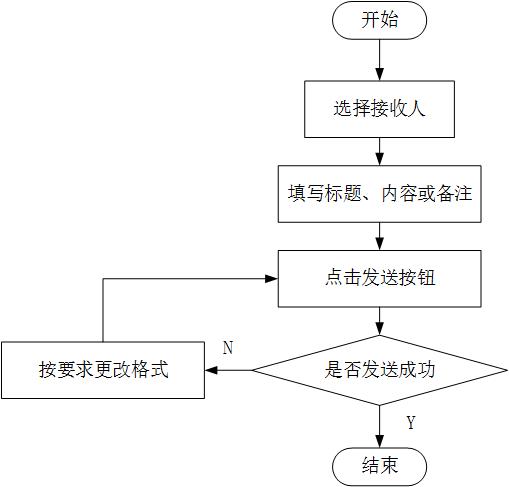 开始
选择接收人
填写标题、内容或备注
点击发送按钮
是否发送成功
N
按要求更改格式
Y
结束